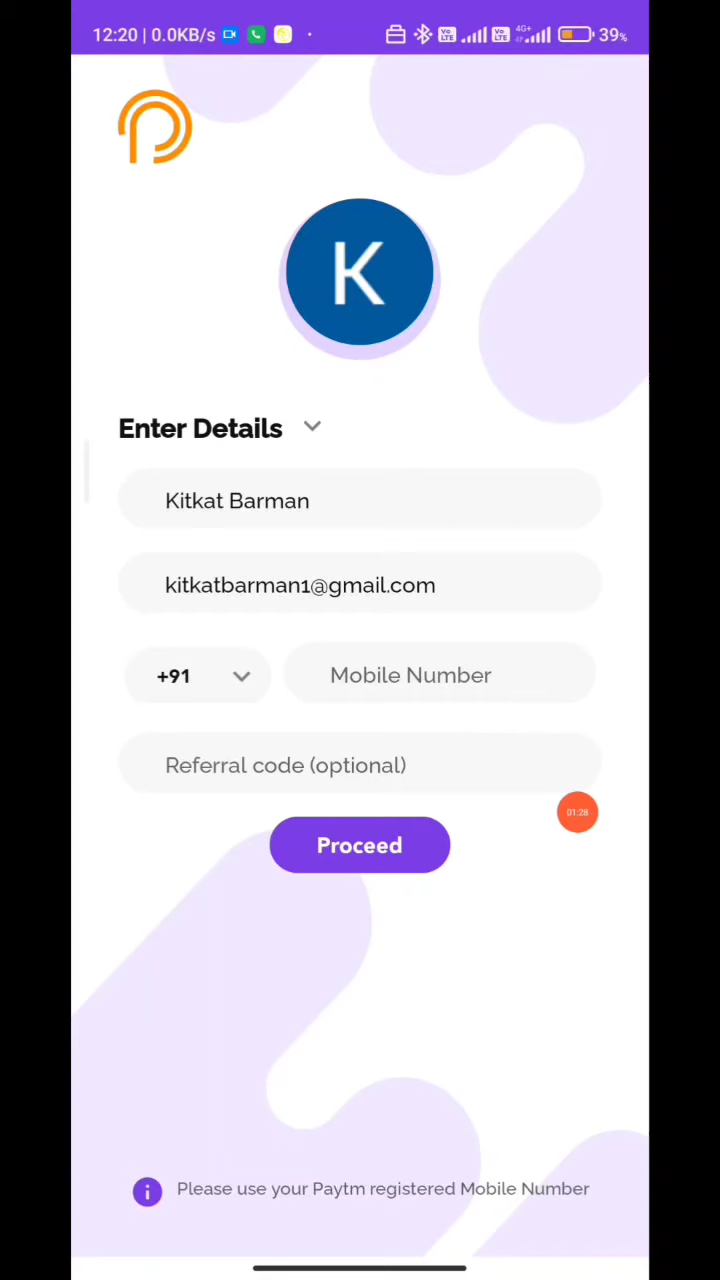 12:20 | 0.0KB/s 4G+ 39%
K
Enter Details
Kitkat Barman
kitkatbarman1@gmail.com
+91 Mobile Number
Referral code (optional)
01:28
Proceed
i Please use your Paytm registered Mobile Number